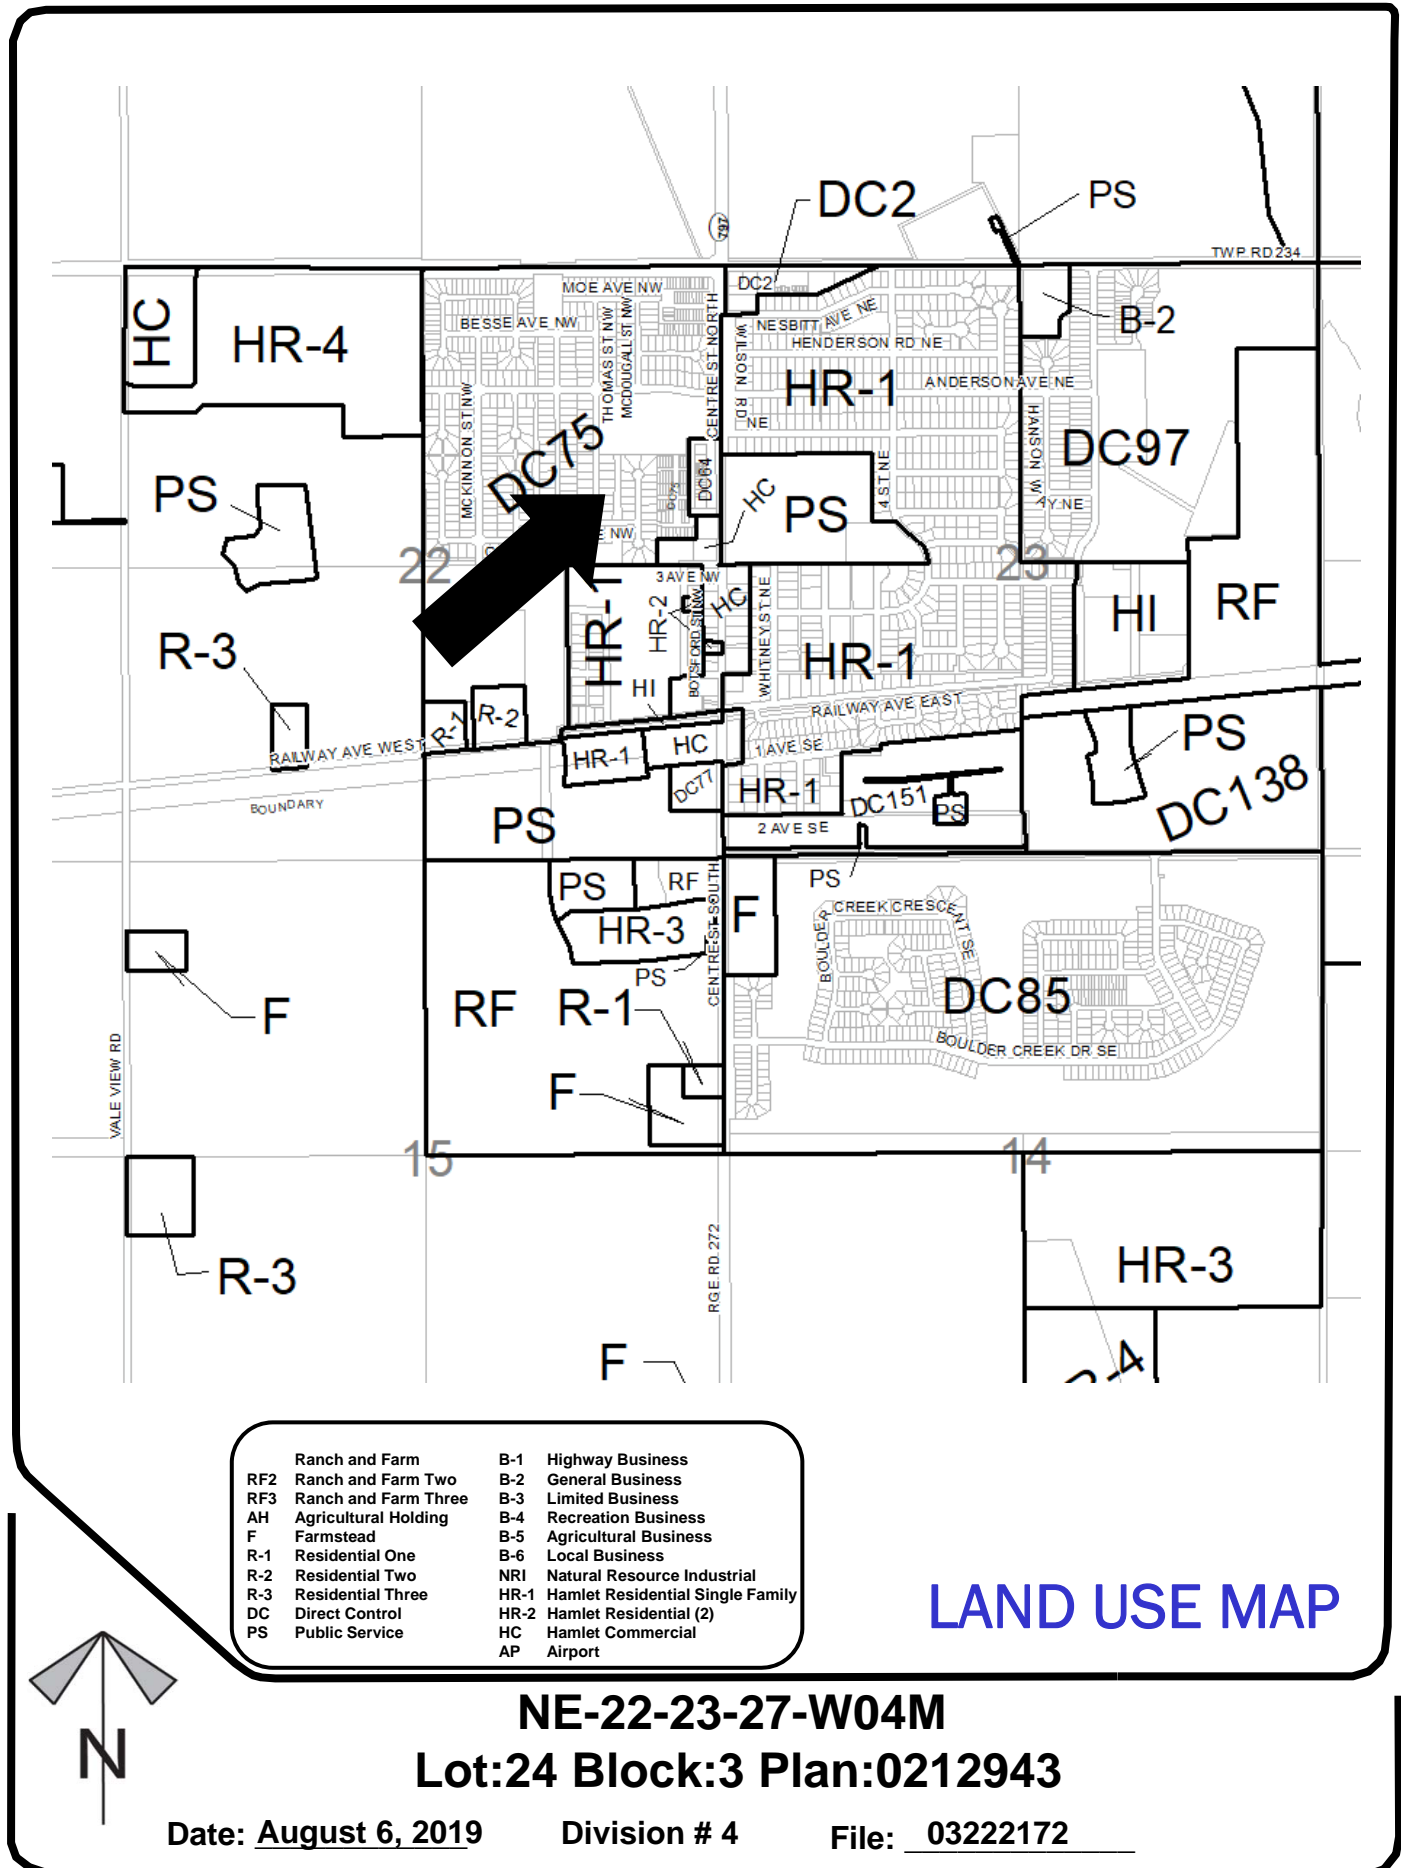 DC2
PS
797
TWP RD 234
HC
HR-4
MOE AVE NW
DC2
BESSE AVE NW
THOMAS ST NW
MCDOUGALL ST NW
CENTRE ST NORTH
WILSON RD
NE
NESBITT AVE NE
HENDERSON RD NE
B-2
HR-1
ANDERSON AVE NE
MCKINNON ST NW
DC75
DC64
HC
PS
4 ST NE
HANSON WAY NE
DC97
PS
DC75
E NW
22
23
3 AVE NW
HR-1
HR-2
BOTSFORD ST NW
HC
WHITNEY ST NE
HR-1
HI
RF
R-3
HI
RAILWAY AVE EAST
R-1
R-2
RAILWAY AVE WEST
HR-1
HC
1 AVE SE
PS
DC138
BOUNDARY
DC77
HR-1
DC151
PS
PS
2 AVE SE
PS
PS
RF
HR-3
PS
CENTRE ST SOUTH
F
BOULDER CREEK CRESCENT SE
F
RF
R-1
DC85
BOULDER CREEK DR SE
VALE VIEW RD
F
15
14
R-3
RGE RD 272
HR-3
F
R-4
Ranch and Farm
RF2 Ranch and Farm Two
RF3 Ranch and Farm Three
AH Agricultural Holding
F Farmstead
R-1 Residential One
R-2 Residential Two
R-3 Residential Three
DC Direct Control
PS Public Service
B-1 Highway Business
B-2 General Business
B-3 Limited Business
B-4 Recreation Business
B-5 Agricultural Business
B-6 Local Business
NRI Natural Resource Industrial
HR-1 Hamlet Residential Single Family
HR-2 Hamlet Residential (2)
HC Hamlet Commercial
AP Airport
LAND USE MAP
N
NE-22-23-27-W04M
Lot:24 Block:3 Plan:0212943
Date: August 6, 2019 Division # 4 File: 03222172